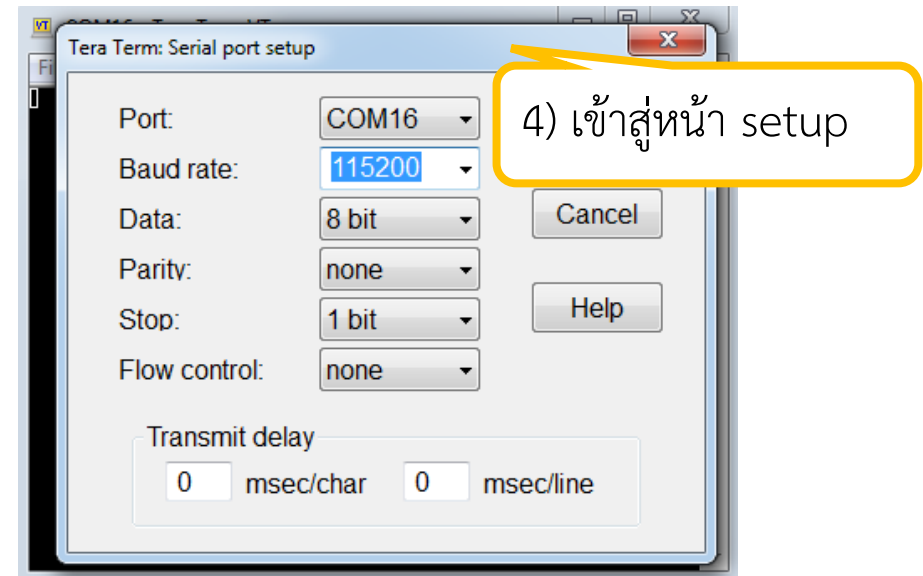 Tera Term: Serial port setup
4) เข้าสู่หน้า setup
Port: COM16
Baud rate: 115200
Data: 8 bit Cancel
Parity: none
Stop: 1 bit Help
Flow control: none
Transmit delay
0 msec/char 0 msec/line